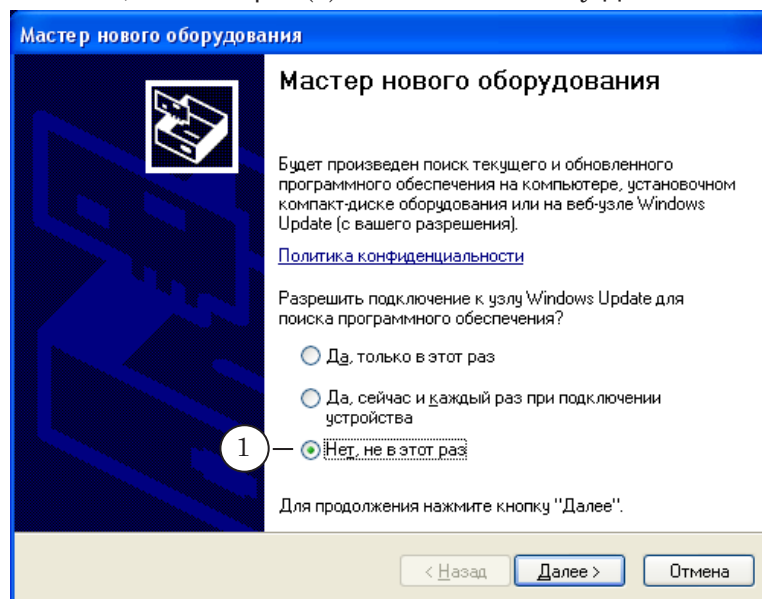 Мастер нового оборудования
Мастер нового оборудования
Будет произведен поиск текущего и обновленного
программного обеспечения на компьютере, установочном
компакт-диске оборудования или на веб-узле Windows
Update (с вашего разрешения).
Политика конфиденциальности
Разрешить подключение к узлу Windows Update для
поиска программного обеспечения?
Да, только в этот раз
Да, сейчас и каждый раз при подключении
устройства
1
Нет, не в этот раз
Для продолжения нажмите кнопку "Далее".
< Назад
Далее >
Отмена